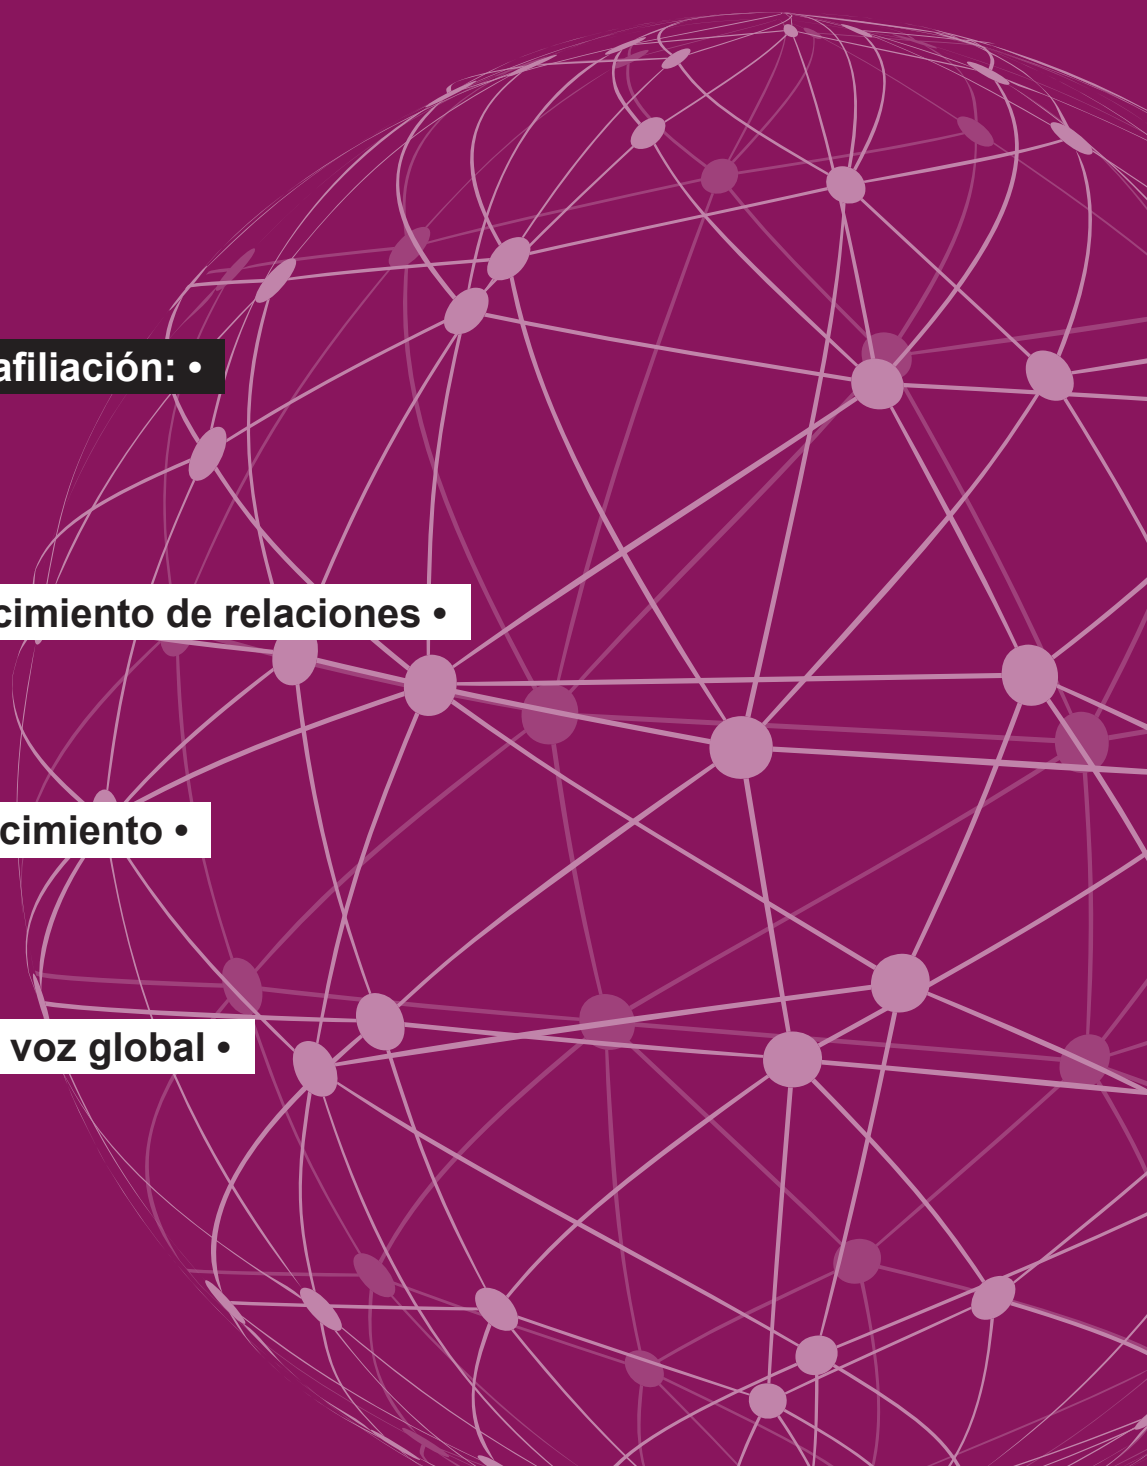 afiliación: •
cimiento de relaciones •
cimiento •
voz global •